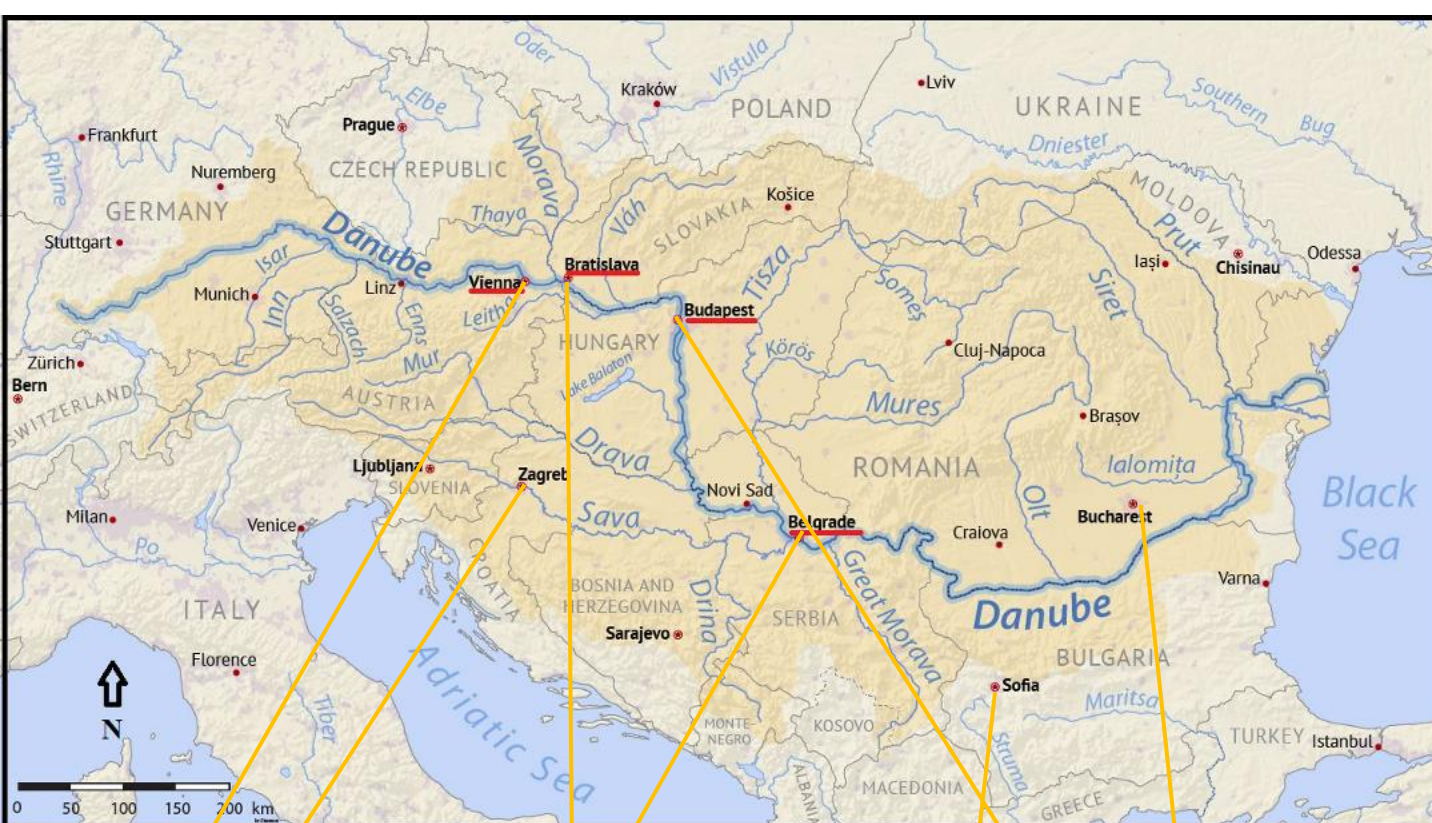 Oder
Vistula
Kraków
Lviv
POLAND
UKRAINE
Southern
Bug
Elbe
Prague
Frankfurt
Dniester
Morava
CZECH REPUBLIC
Rhine
Nuremberg
MOLDOVA
Košice
GERMANY
Thaya
Váh
SLOVAKIA
Prut
Danube
Stuttgart
Isar
Bratislava
Tisza
Iași
Chisinau
Odessa
Munich
Linz
Vienna
Siret
Inn
Salzach
Enns
Leitha
Budapest
Someș
HUNGARY
Mur
Körös
Cluj-Napoca
Zürich
Bern
Lake Balaton
SWITZERLAND
AUSTRIA
Mures
Brașov
Drava
Ljubljana
Zagreb
ROMANIA
Ialomița
SLOVENIA
Novi Sad
Olt
Black
Sea
Milan
Venice
Sava
Belgrade
Craiova
Bucharest
Po
CROATIA
BOSNIA AND
HERZEGOVINA
Drina
Great Morava
Varna
ITALY
SERBIA
Danube
Sarajevo
Florence
BULGARIA
Adriatic Sea
Sofia
Maritsa
N
Tiber
MONTE-
NEGRO
KOSOVO
Struma
TURKEY
Istanbul
ALBANIA
MACEDONIA
GREECE
0 50 100 150 200 km